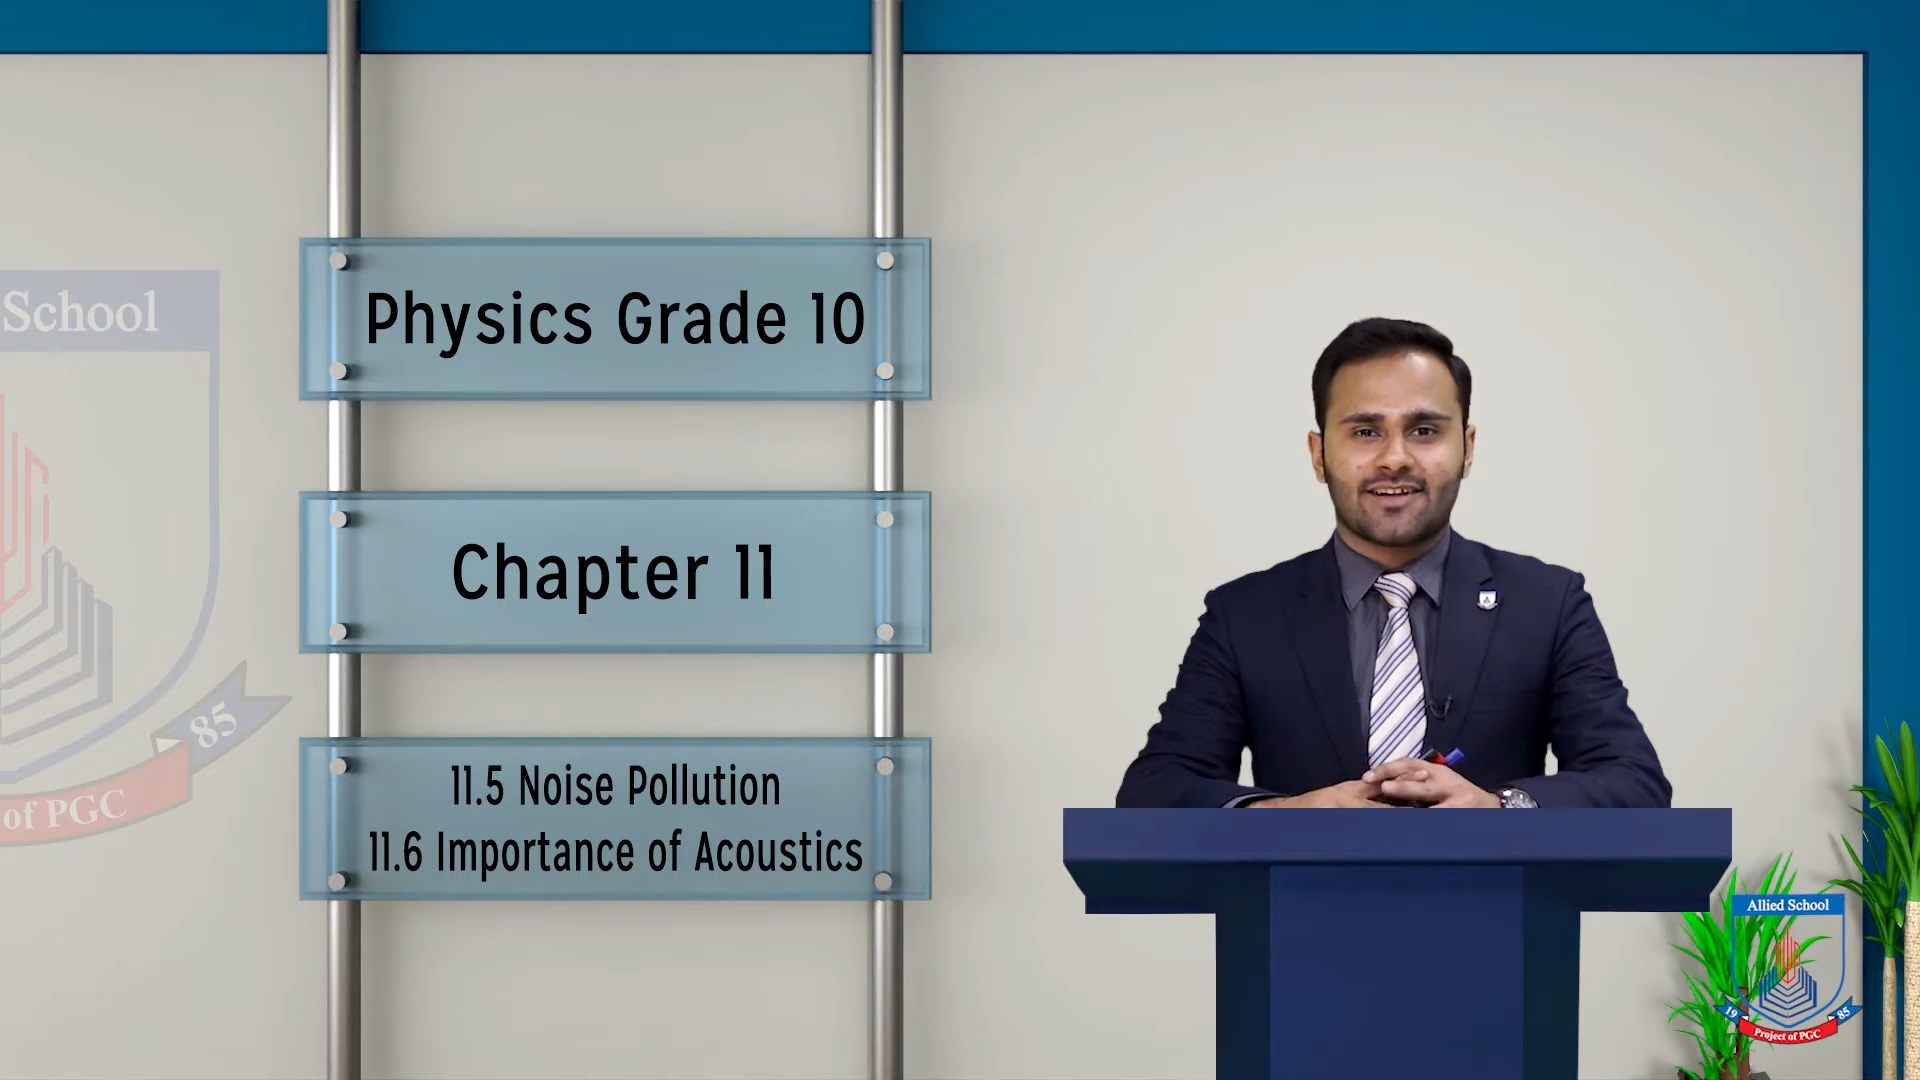 School
85
of PGC
Physics Grade 10
Chapter 11
11.5 Noise Pollution
11.6 Importance of Acoustics
Allied School
19 85
Project of PGC